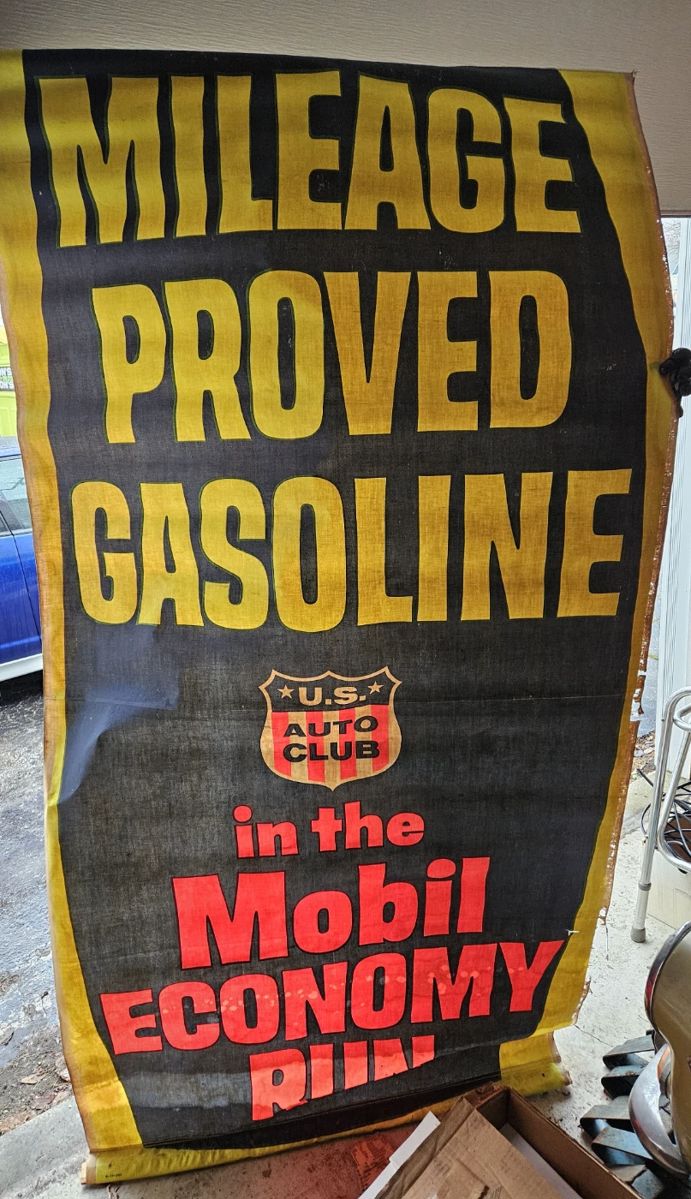 MILEAGE
PROVED
GASOLINE
U.S.
AUTO
CLUB
in the
Mobil
ECONOMY
RUN